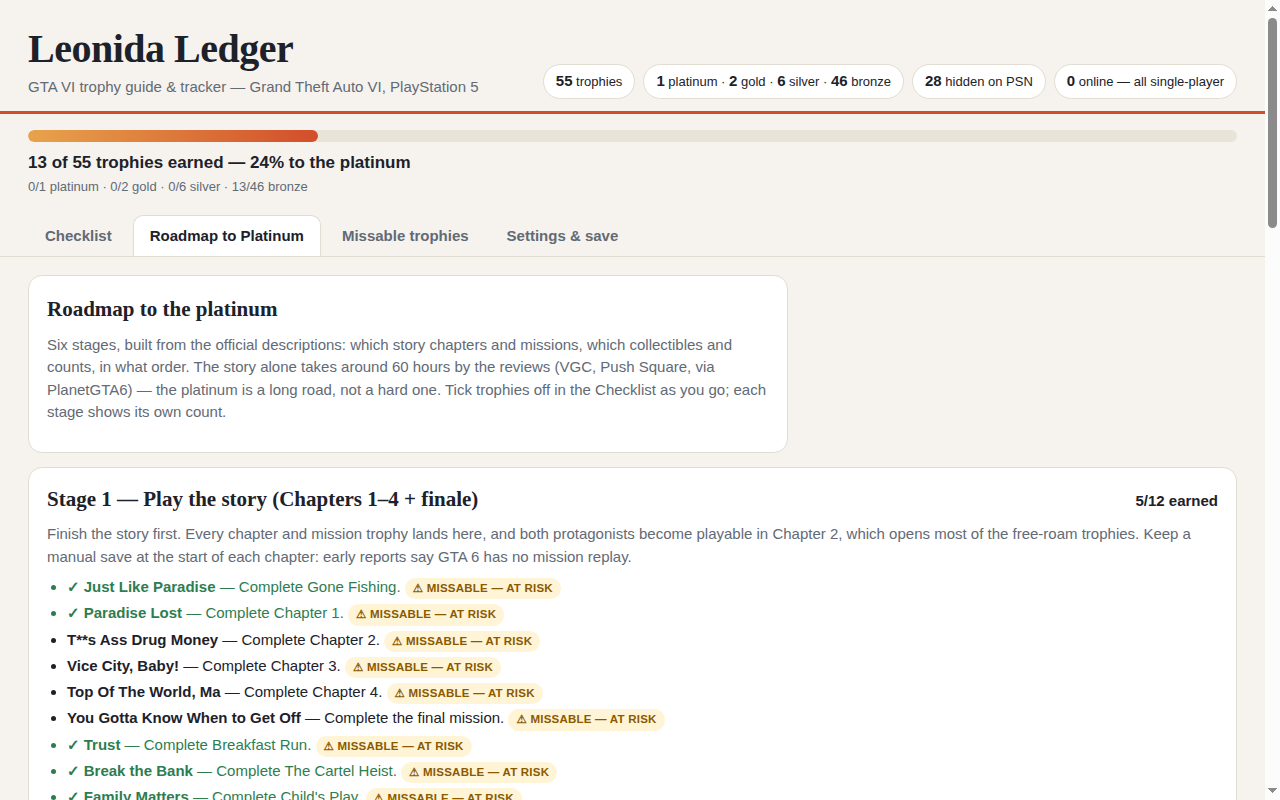 Leonida Ledger
GTA VI trophy guide & tracker — Grand Theft Auto VI, PlayStation 5
55 trophies
1 platinum · 2 gold · 6 silver · 46 bronze
28 hidden on PSN
0 online — all single-player
13 of 55 trophies earned — 24% to the platinum
0/1 platinum · 0/2 gold · 0/6 silver · 13/46 bronze
Checklist
Roadmap to Platinum
Missable trophies
Settings & save
Roadmap to the platinum
Six stages, built from the official descriptions: which story chapters and missions, which collectibles and
counts, in what order. The story alone takes around 60 hours by the reviews (VGC, Push Square, via
PlanetGTA6) — the platinum is a long road, not a hard one. Tick trophies off in the Checklist as you go; each
stage shows its own count.
Stage 1 — Play the story (Chapters 1–4 + finale)
5/12 earned
Finish the story first. Every chapter and mission trophy lands here, and both protagonists become playable in Chapter 2, which opens most of the free-roam trophies. Keep a
manual save at the start of each chapter: early reports say GTA 6 has no mission replay.
• ✓ Just Like Paradise — Complete Gone Fishing. ⚠ MISSABLE — AT RISK
• ✓ Paradise Lost — Complete Chapter 1. ⚠ MISSABLE — AT RISK
• T**s Ass Drug Money — Complete Chapter 2. ⚠ MISSABLE — AT RISK
• Vice City, Baby! — Complete Chapter 3. ⚠ MISSABLE — AT RISK
• Top Of The World, Ma — Complete Chapter 4. ⚠ MISSABLE — AT RISK
• You Gotta Know When to Get Off — Complete the final mission. ⚠ MISSABLE — AT RISK
• ✓ Trust — Complete Breakfast Run. ⚠ MISSABLE — AT RISK
• ✓ Break the Bank — Complete The Cartel Heist. ⚠ MISSABLE — AT RISK
• ✓ Family Matters — Complete Child's Play. ⚠ MISSABLE — AT RISK